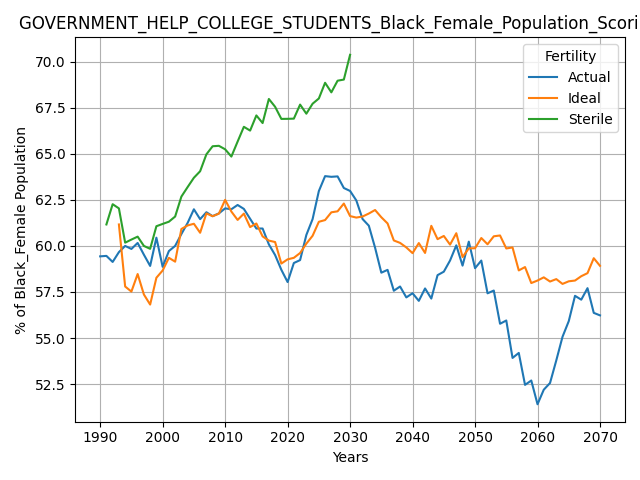 GOVERNMENT_HELP_COLLEGE_STUDENTS_Black_Female_Population_Scori
Fertility
Actual
Ideal
Sterile
% of Black_Female Population
70.0
67.5
65.0
62.5
60.0
57.5
55.0
52.5
1990 2000 2010 2020 2030 2040 2050 2060 2070
Years